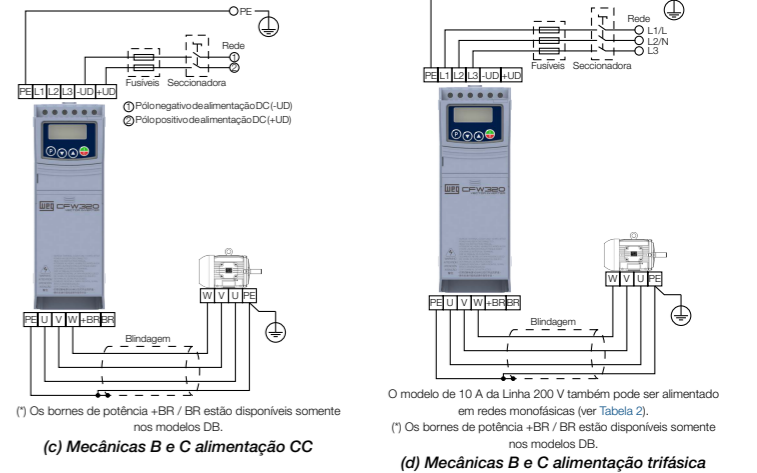 PE
Rede
1
2
Fusíveis Seccionadora
PE L1 L2 L3 -UD +UD
① Pólo negativo de alimentação DC (-UD)
② Pólo positivo de alimentação DC (+UD)
P
WEG CFW320
W V U PE
PE U V W +BR BR
Blindagem
(*) Os bornes de potência +BR / BR estão disponíveis somente
nos modelos DB.
(c) Mecânicas B e C alimentação CC
Rede
L1/L
L2/N
L3
Fusíveis Seccionadora
PE L1 L2 L3 -UD +UD
P
WEG CFW320
W V U PE
PE U V W +BR BR
Blindagem
O modelo de 10 A da Linha 200 V também pode ser alimentado
em redes monofásicas (ver Tabela 2).
(*) Os bornes de potência +BR / BR estão disponíveis somente
nos modelos DB.
(d) Mecânicas B e C alimentação trifásica